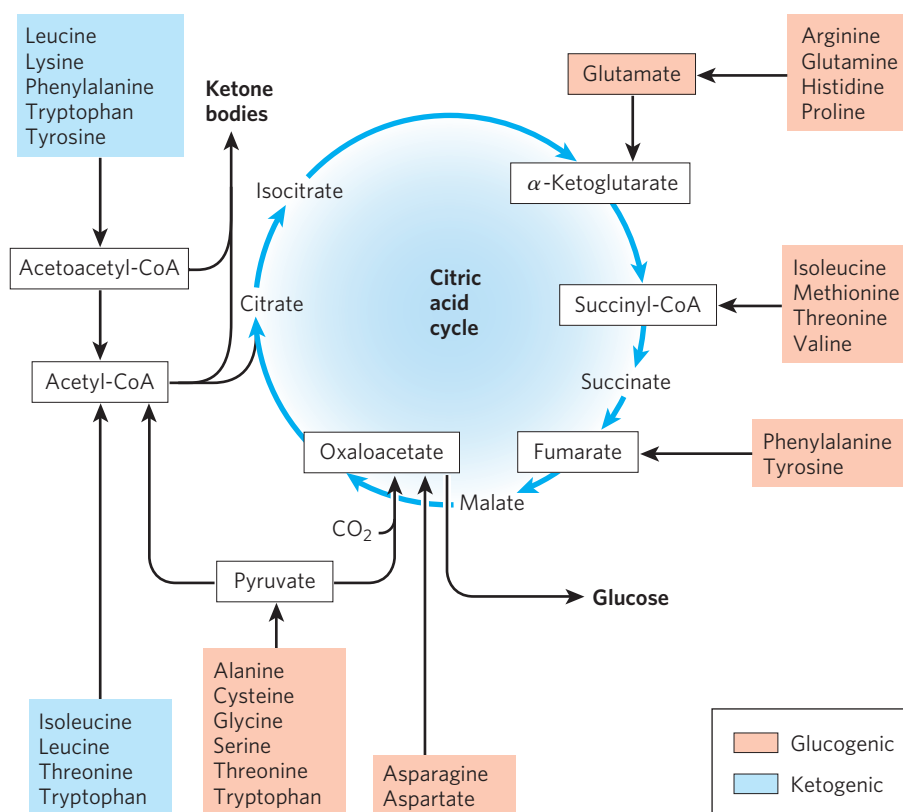 Leucine
Lysine
Phenylalanine
Tryptophan
Tyrosine
Ketone
bodies
Glutamate
Arginine
Glutamine
Histidine
Proline
Isocitrate
α-Ketoglutarate
Acetoacetyl-CoA
Citrate
Citric
acid
cycle
Succinyl-CoA
Isoleucine
Methionine
Threonine
Valine
Acetyl-CoA
Succinate
Oxaloacetate
Fumarate
Phenylalanine
Tyrosine
Malate
CO₂
Pyruvate
Glucose
Isoleucine
Leucine
Threonine
Tryptophan
Alanine
Cysteine
Glycine
Serine
Threonine
Tryptophan
Asparagine
Aspartate
Glucogenic
Ketogenic